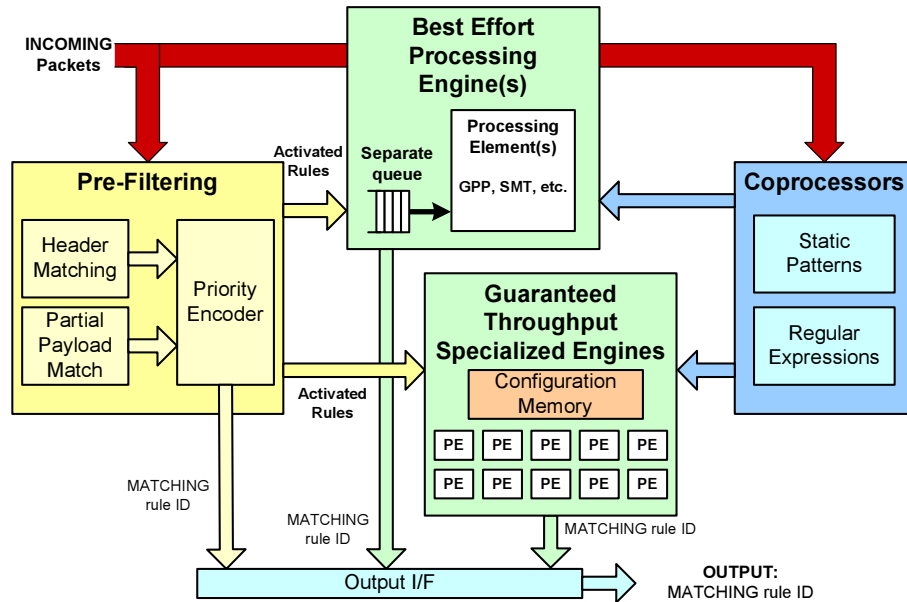 INCOMING
Packets
Best Effort
Processing
Engine(s)
Separate
queue
Processing
Element(s)
GPP, SMT, etc.
Activated
Rules
Pre-Filtering
Header
Matching
Partial
Payload
Match
Priority
Encoder
Coprocessors
Static
Patterns
Regular
Expressions
Guaranteed
Throughput
Specialized Engines
Configuration
Memory
PE PE PE PE PE
PE PE PE PE PE
Activated
Rules
MATCHING
rule ID
MATCHING
rule ID
MATCHING rule ID
Output I/F
OUTPUT:
MATCHING rule ID